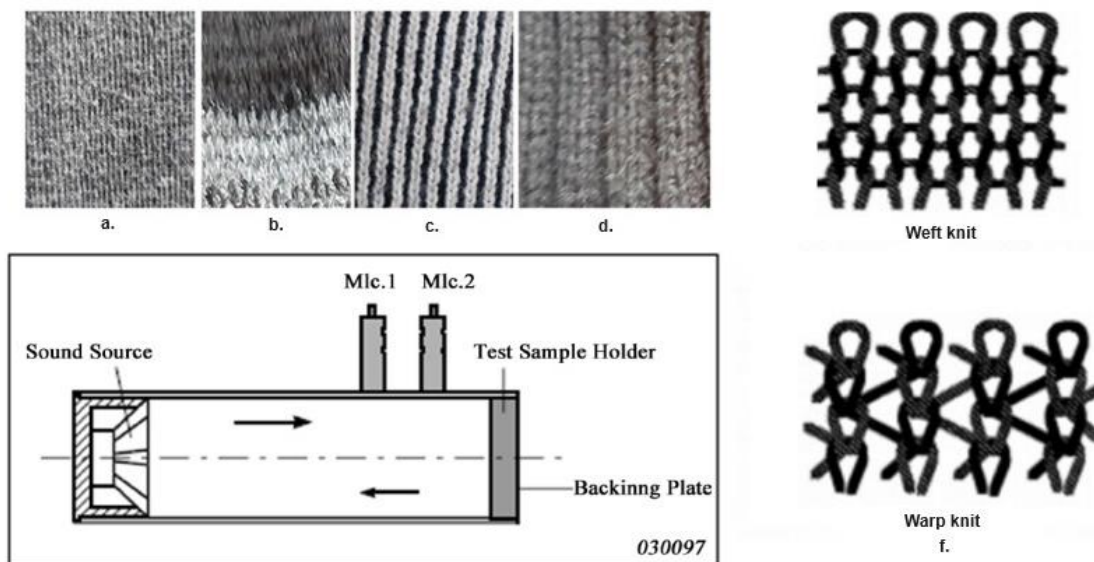 a.
b.
c.
d.
Weft knit
Mlc.1
Mlc.2
Sound Source
Test Sample Holder
Backinng Plate
030097
Warp knit
f.